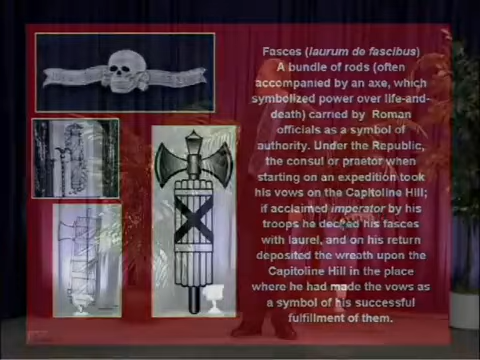 Fasces (laurum de fascibus)
A bundle of rods (often
accompanied by an axe, which
symbolized power over life-and-
death) carried by Roman
officials as a symbol of
authority. Under the Republic,
the consul or praetor when
starting on an expedition took
his vows on the Capitoline Hill;
if acclaimed imperator by his
troops he decked his fasces
with laurel, and on his return
deposited the wreath upon the
Capitoline Hill in the place
where he had made the vows as
a symbol of his successful
fulfillment of them.